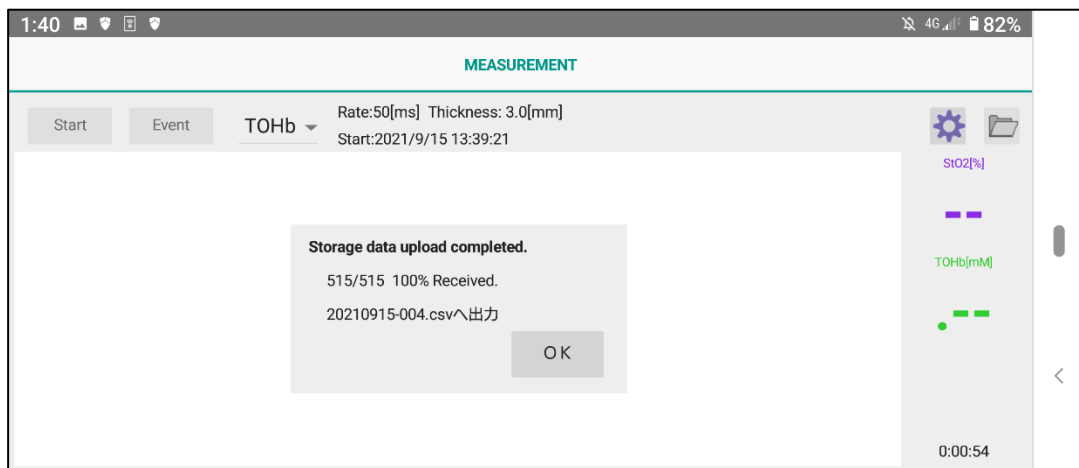 1:40 4G 82%
MEASUREMENT
Start Event TOHb Rate:50[ms] Thickness: 3.0[mm]
Start:2021/9/15 13:39:21
StO2[%]
--
Storage data upload completed.
515/515 100% Received.
TOHb[mM]
20210915-004.csvへ出力
.--
OK
0:00:54